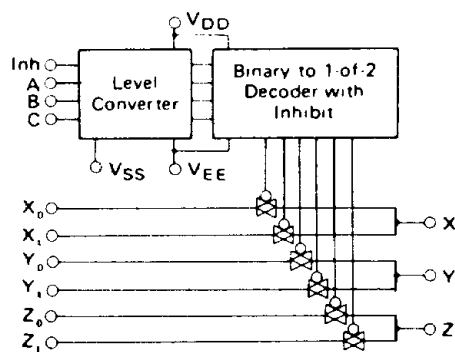 VDD
Inh
A
B
C
Level
Converter
Binary to 1-of-2
Decoder with
Inhibit
VSS
VEE
X0
X1
X
Y0
Y1
Y
Z0
Z1
Z